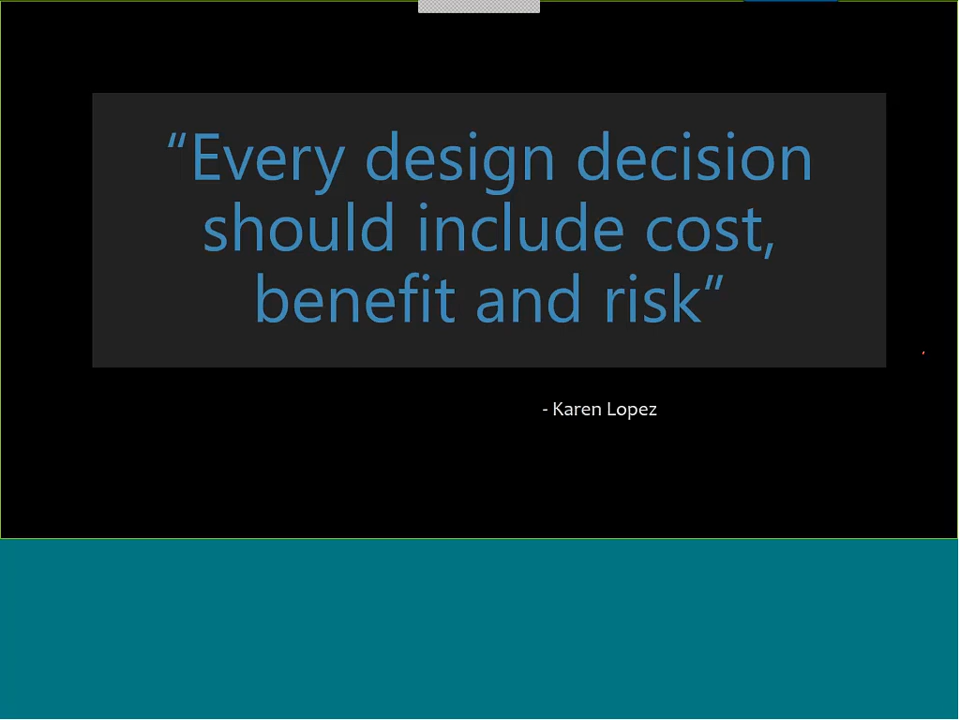 “Every design decision
should include cost,
benefit and risk”
- Karen Lopez